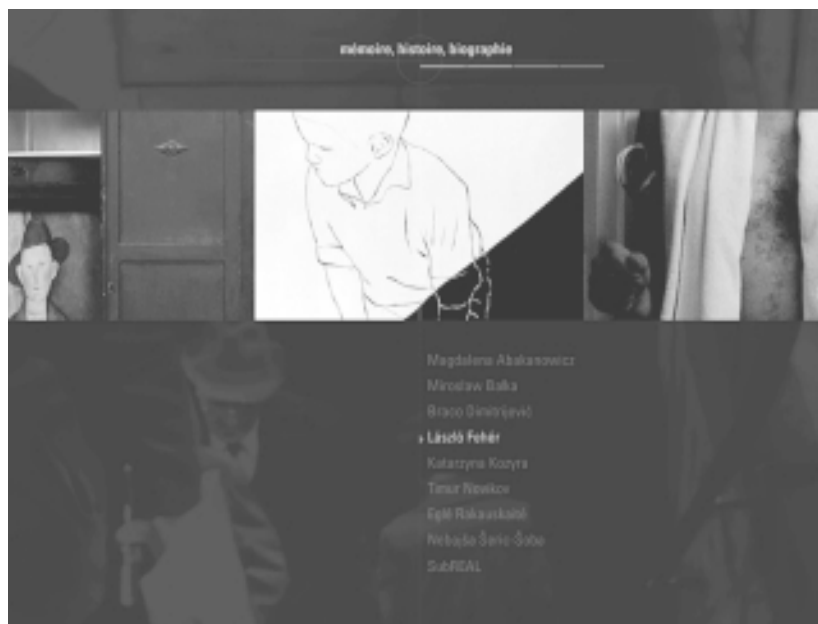 mémoire, histoire, biographie
Magdalena Abakanowicz
Miroslaw Balka
Braco Dimitrijević
László Fehér
Katarzyna Kozyra
Timur Novikov
Eglė Rakauskaitė
Nebojša Šerić-Šoba
SubREAL